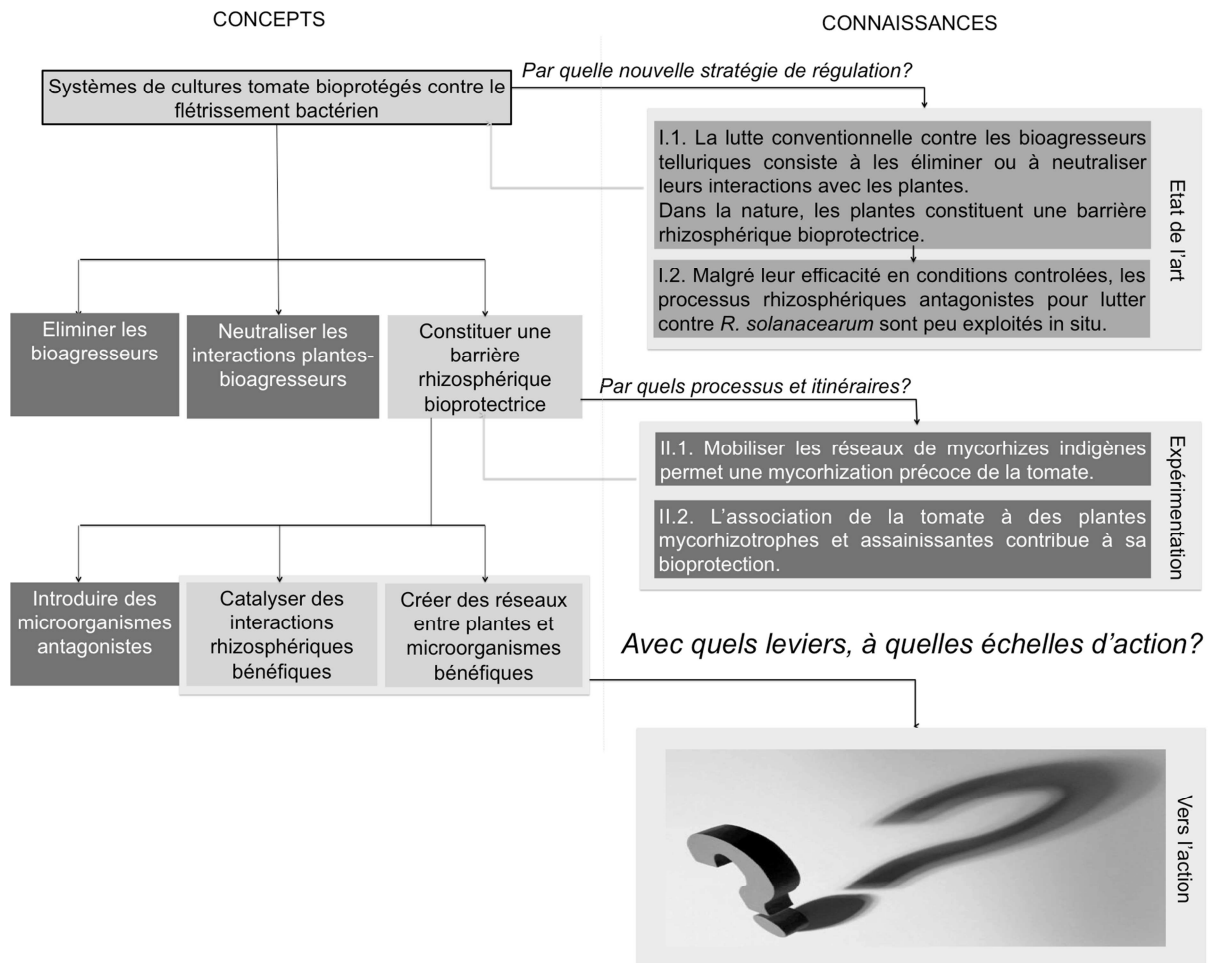 CONCEPTS
CONNAISSANCES
Par quelle nouvelle stratégie de régulation?
Systèmes de cultures tomate bioprotégés contre le
flétrissement bactérien
I.1. La lutte conventionnelle contre les bioagresseurs
telluriques consiste à les éliminer ou à neutraliser
leurs interactions avec les plantes.
Dans la nature, les plantes constituent une barrière
rhizosphérique bioprotectrice.
I.2. Malgré leur efficacité en conditions controlées, les
processus rhizosphériques antagonistes pour lutter
contre R. solanacearum sont peu exploités in situ.
Etat de l'art
Eliminer les
bioagresseurs
Neutraliser les
interactions plantes-
bioagresseurs
Constituer une
barrière
rhizosphérique
bioprotectrice
Par quels processus et itinéraires?
II.1. Mobiliser les réseaux de mycorhizes indigènes
permet une mycorhization précoce de la tomate.
II.2. L'association de la tomate à des plantes
mycorhizotrophes et assainissantes contribue à sa
bioprotection.
Expérimentation
Introduire des
microorganismes
antagonistes
Catalyser des
interactions
rhizosphériques
bénéfiques
Créer des réseaux
entre plantes et
microorganismes
bénéfiques
Avec quels leviers, à quelles échelles d'action?
Vers l'action